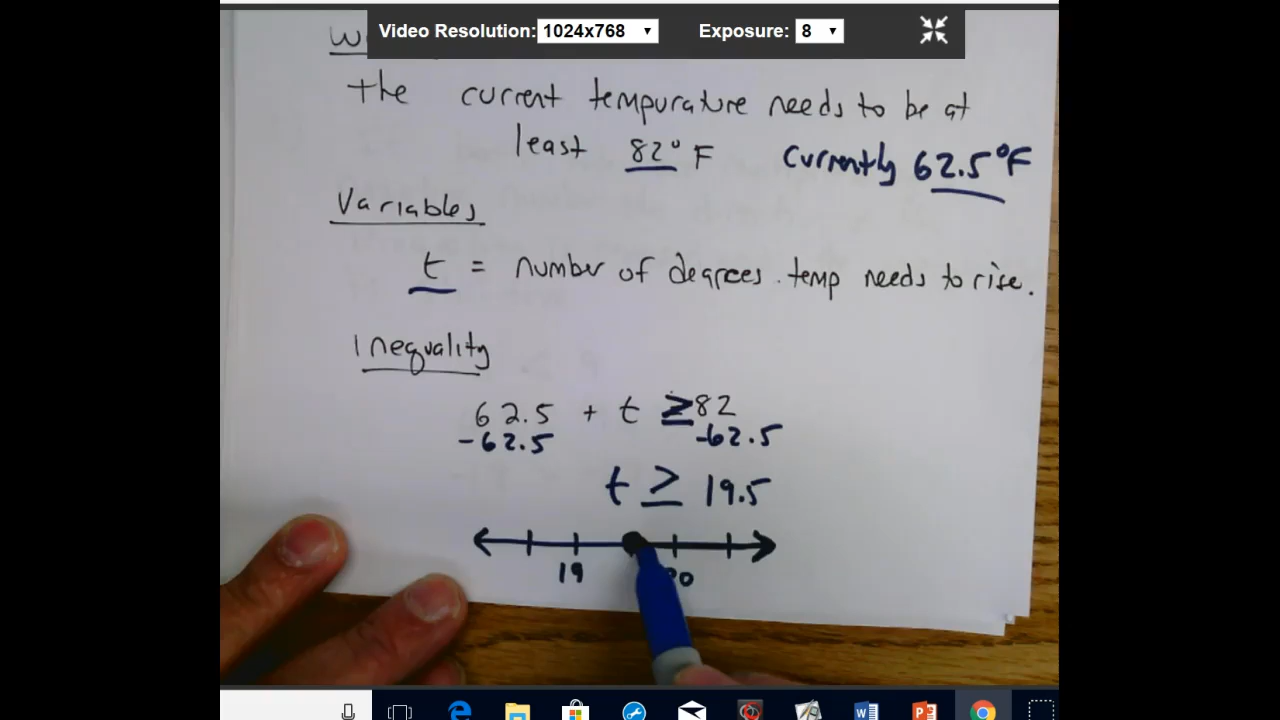 Video Resolution: 1024x768 Exposure: 8
the current tempurature needs to be at
least 82° F Currently 62.5°F
Variables
t = number of degrees temp needs to rise.
Inequality
62.5 + t ≥ 82
-62.5 -62.5
t ≥ 19.5
19